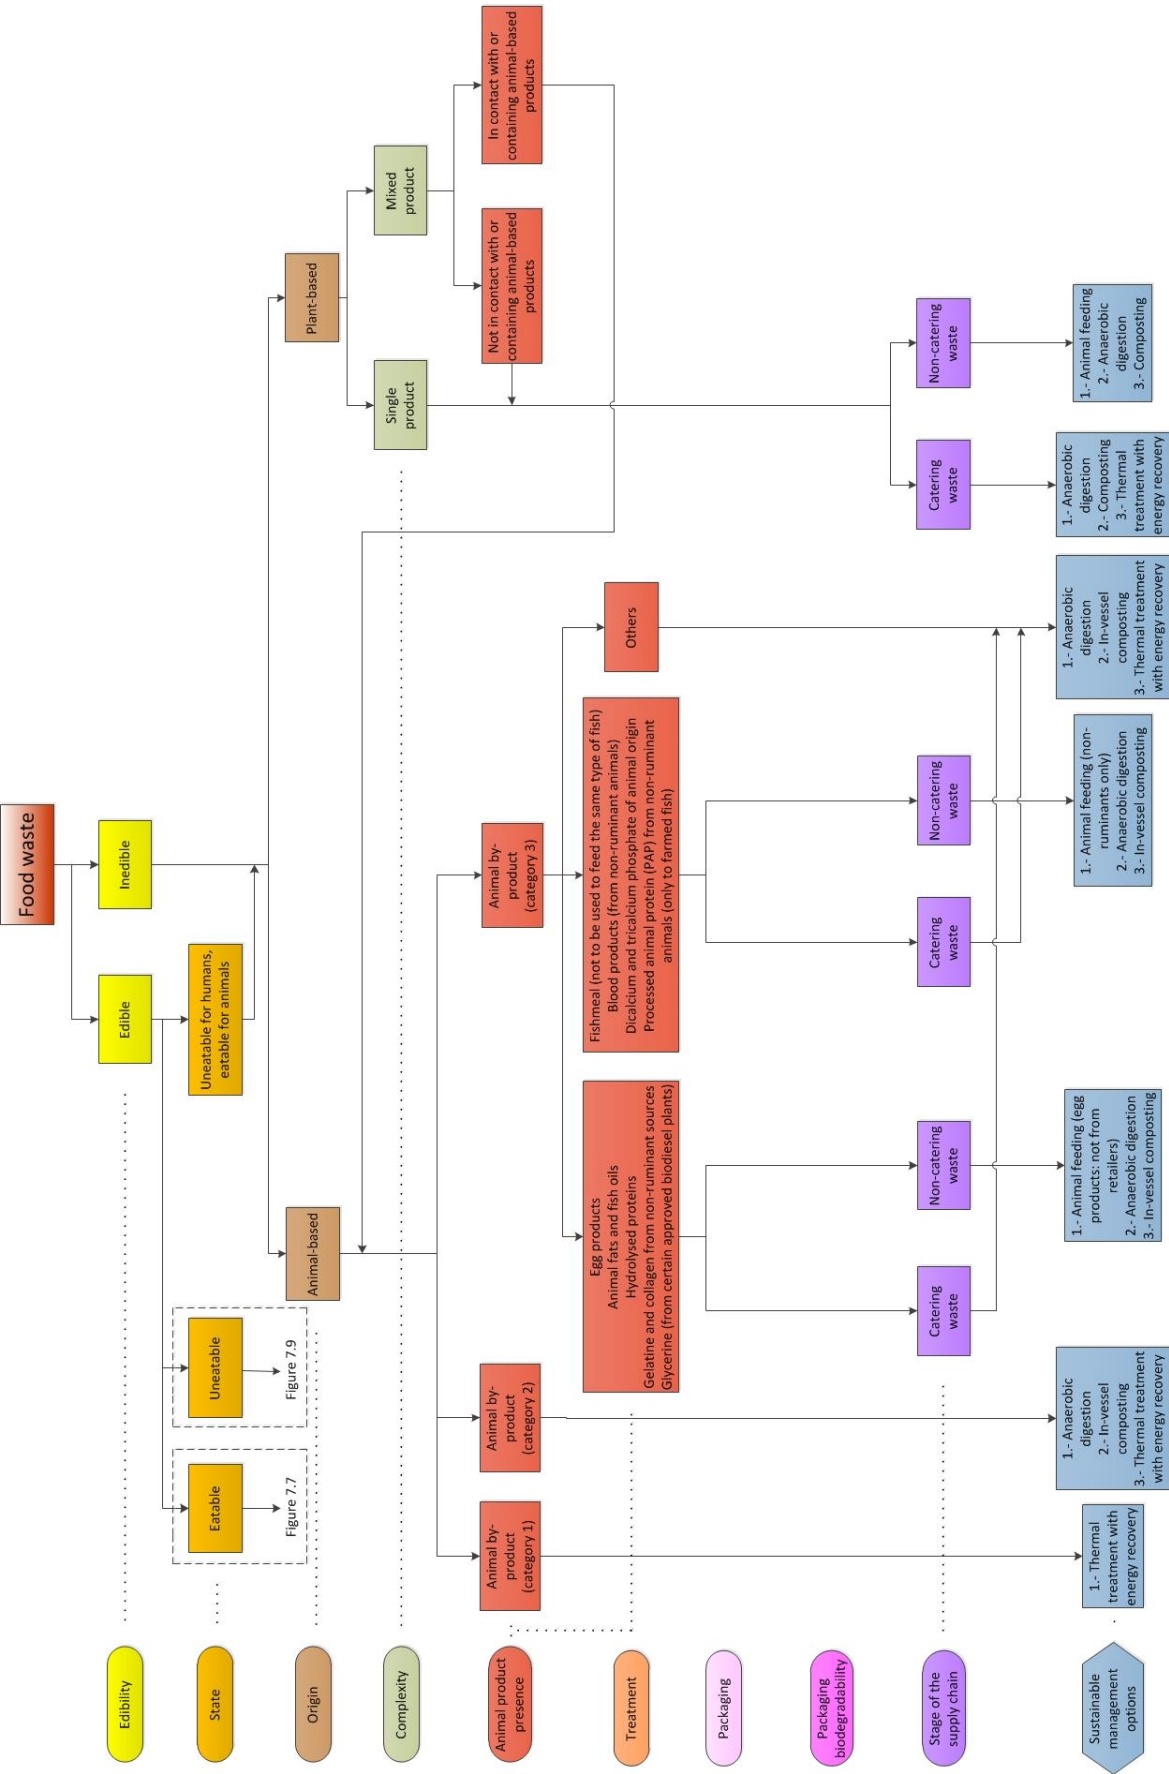 Food waste
Edibility
Edible
Inedible
State
Eatable
Uneatable
Uneatable for humans,
eatable for animals
Figure 7.7
Figure 7.9
Origin
Animal-based
Plant-based
Complexity
Single
product
Mixed
product
Animal product
presence
Animal by-
product
(category 1)
Animal by-
product
(category 2)
Animal by-
product
(category 3)
Not in contact with or
containing animal-based
products
In contact with or
containing animal-based
products
Treatment
Egg products
Animal fats and fish oils
Hydrolysed proteins
Gelatine and collagen from non-ruminant sources
Glycerine (from certain approved biodiesel plants)
Fishmeal (not to be used to feed the same type of fish)
Blood products (from non-ruminant animals)
Dicalcium and tricalcium phosphate of animal origin
Processed animal protein (PAP) from non-ruminant
animals (only to farmed fish)
Others
Packaging
Packaging
biodegradability
Stage of the
supply chain
Catering
waste
Non-catering
waste
Catering
waste
Non-catering
waste
Catering
waste
Non-catering
waste
Sustainable
management
options
1.- Thermal
treatment with
energy recovery
1.- Anaerobic
digestion
2.- In-vessel
composting
3.- Thermal treatment
with energy recovery
1.- Animal feeding (egg
products: not from
retailers)
2.- Anaerobic digestion
3.- In-vessel composting
1.- Animal feeding (non-
ruminants only)
2.- Anaerobic digestion
3.- In-vessel composting
1.- Anaerobic
digestion
2.- In-vessel
composting
3.- Thermal treatment
with energy recovery
1.- Anaerobic
digestion
2.- Composting
3.- Thermal
treatment with
energy recovery
1.- Animal feeding
2.- Anaerobic
digestion
3.- Composting